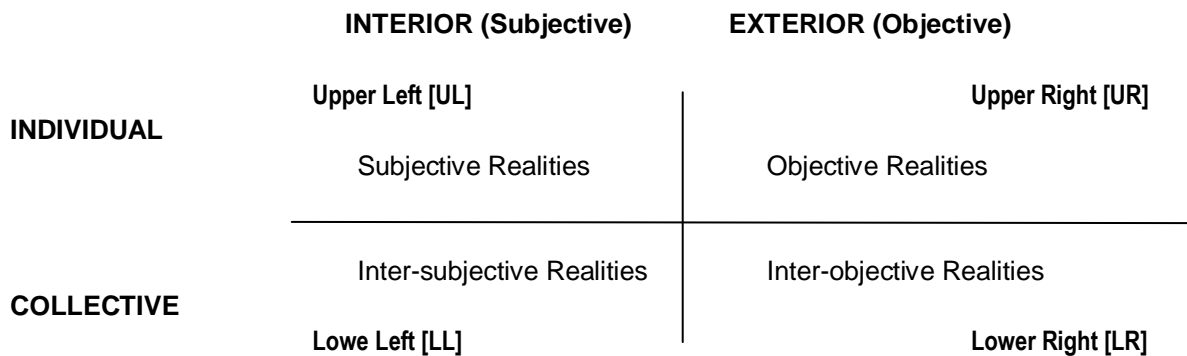 INTERIOR (Subjective) EXTERIOR (Objective)
Upper Left [UL] Upper Right [UR]
INDIVIDUAL
Subjective Realities Objective Realities
Inter-subjective Realities Inter-objective Realities
COLLECTIVE
Lowe Left [LL] Lower Right [LR]